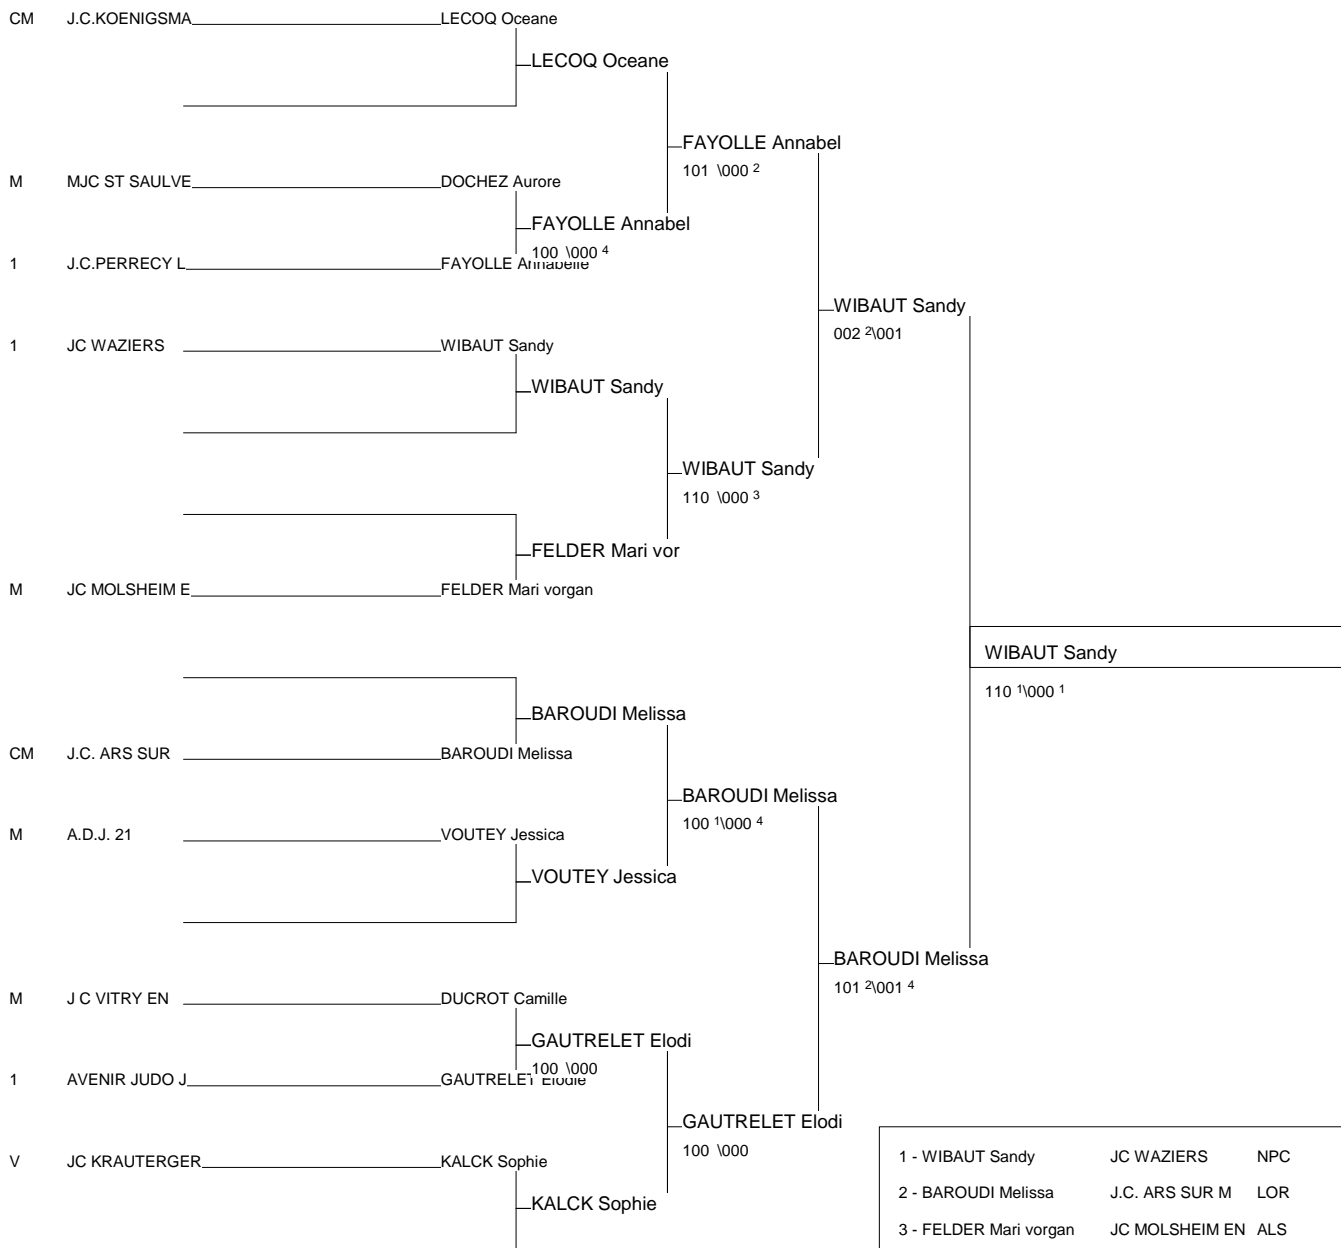 CM J.C.KOENIGSMA LECOQ Oceane
LECOQ Oceane
FAYOLLE Annabel
101 \000 2
M MJC ST SAULVE DOCHEZ Aurore
FAYOLLE Annabel
100 \000 4
1 J.C.PERRECY L FAYOLLE Annabelle
WIBAUT Sandy
002 2\001
1 JC WAZIERS WIBAUT Sandy
WIBAUT Sandy
WIBAUT Sandy
110 \000 3
FELDER Mari vor
M JC MOLSHEIM E FELDER Mari vorgan
WIBAUT Sandy
110 1\000 1
BAROUDI Melissa
CM J.C. ARS SUR BAROUDI Melissa
BAROUDI Melissa
100 1\000 4
M A.D.J. 21 VOUTEY Jessica
VOUTEY Jessica
BAROUDI Melissa
101 2\001 4
M J C VITRY EN DUCROT Camille
GAUTRELET Elodi
100 \000
1 AVENIR JUDO J GAUTRELET Elodie
GAUTRELET Elodi
100 \000
V JC KRAUTERGER KALCK Sophie
KALCK Sophie
1 - WIBAUT Sandy JC WAZIERS NPC
2 - BAROUDI Melissa J.C. ARS SUR M LOR
3 - FELDER Mari vorgan JC MOLSHEIM EN ALS